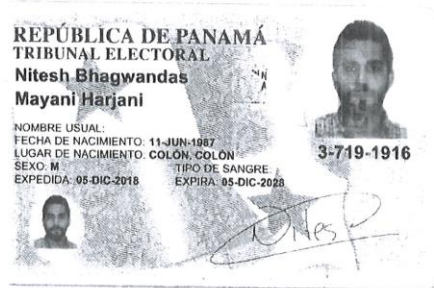 REPÚBLICA DE PANAMÁ
TRIBUNAL ELECTORAL
Nitesh Bhagwandas
Mayani Harjani
NOMBRE USUAL:
FECHA DE NACIMIENTO: 11-JUN-1987
LUGAR DE NACIMIENTO: COLÓN, COLÓN
SEXO: M TIPO DE SANGRE:
EXPEDIDA: 05-DIC-2018 EXPIRA: 05-DIC-2028
3-719-1916